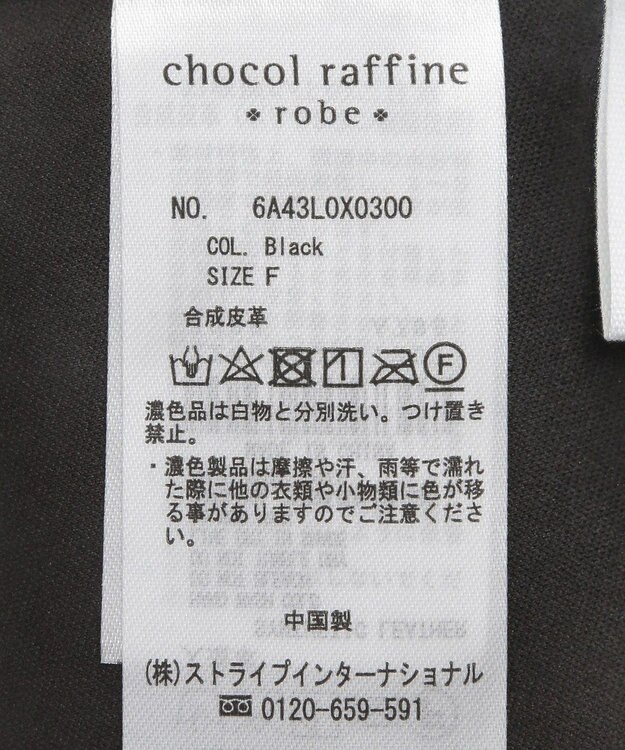 chocol raffine
robe
NO. 6A43L0X0300
COL. Black
SIZE F
合成皮革
F
濃色品は白物と分別洗い。つけ置き
禁止。
・濃色製品は摩擦や汗、雨等で濡れ
た際に他の衣類や小物類に色が移
る事がありますのでご注意くださ
い。
中国製
(株)ストライプインターナショナル
0120-659-591